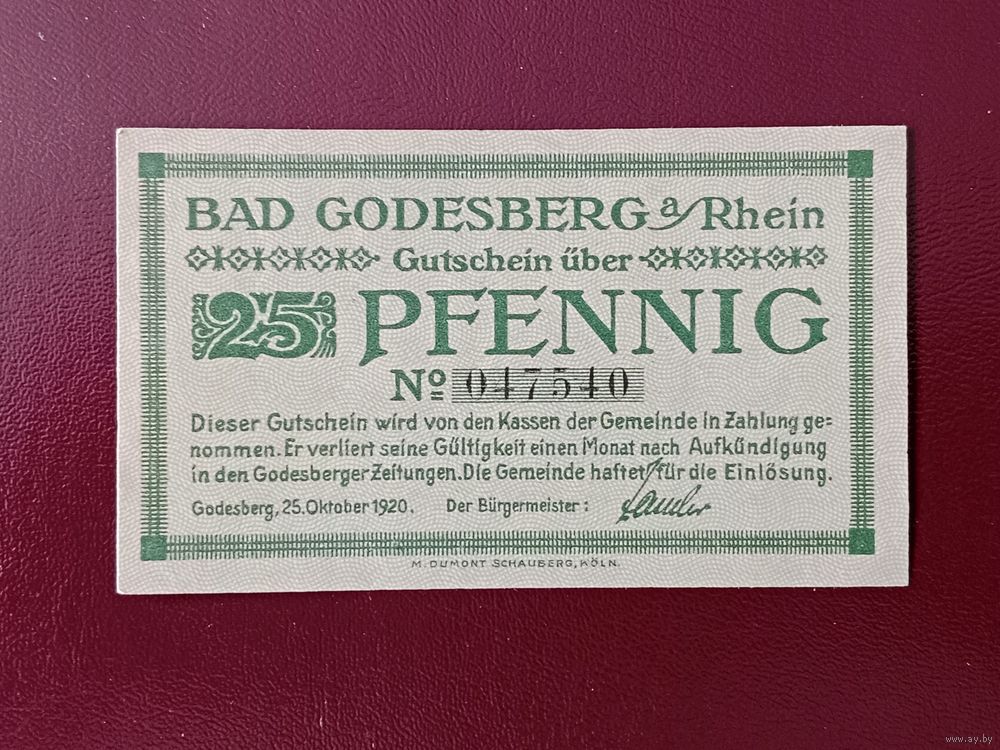 BAD GODESBERG a/Rhein
Gutschein über
25 PFENNIG
No 047540
Dieser Gutschein wird von den Kassen der Gemeinde in Zahlung ge=
nommen. Er verliert seine Gültigkeit einen Monat nach Aufkündigung
in den Godesberger Zeitungen. Die Gemeinde haftet für die Einlösung.
Godesberg, 25. Oktober 1920. Der Bürgermeister:
M. DUMONT SCHAUBERG, KÖLN.
www.ay.by